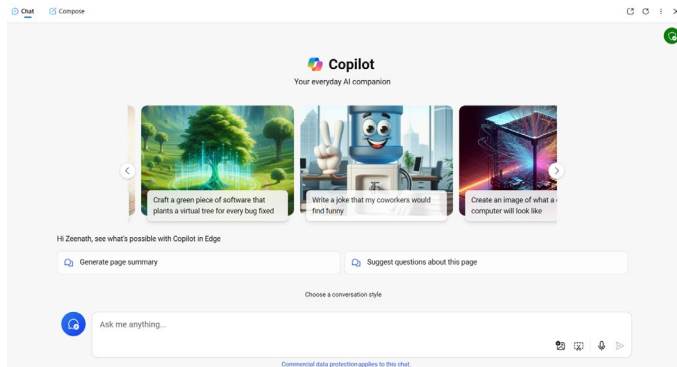 Chat
Compose
Copilot
Your everyday AI companion
Craft a green piece of software that
plants a virtual tree for every bug fixed
Write a joke that my coworkers would
find funny
Create an image of what a
computer will look like
Hi Zeenath, see what's possible with Copilot in Edge
Generate page summary
Suggest questions about this page
Choose a conversation style
Ask me anything...
Commercial data protection applies to this chat.